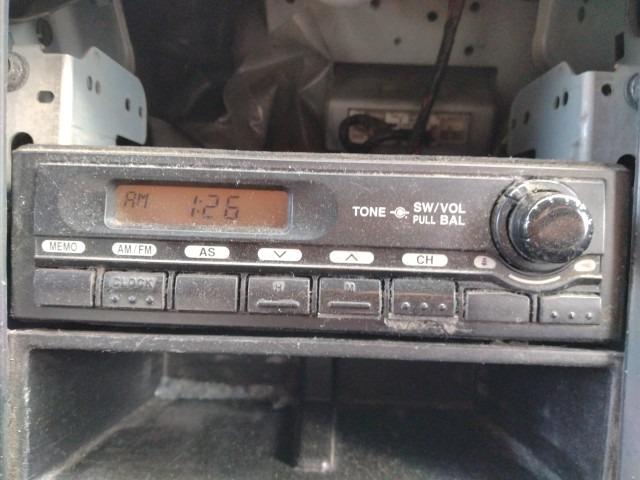 AM 1:26
TONE SW/VOL
PULL BAL
MEMO AM/FM AS CH
CLOCK H M